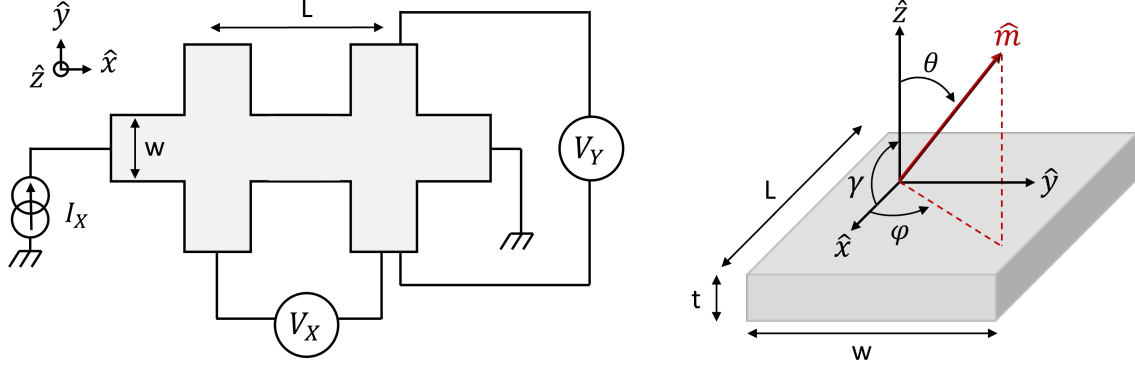 L
ŷ
ẑ
x̂
w
I_X
V_X
V_Y
ẑ
m̂
θ
L
γ
ŷ
x̂
φ
t
w